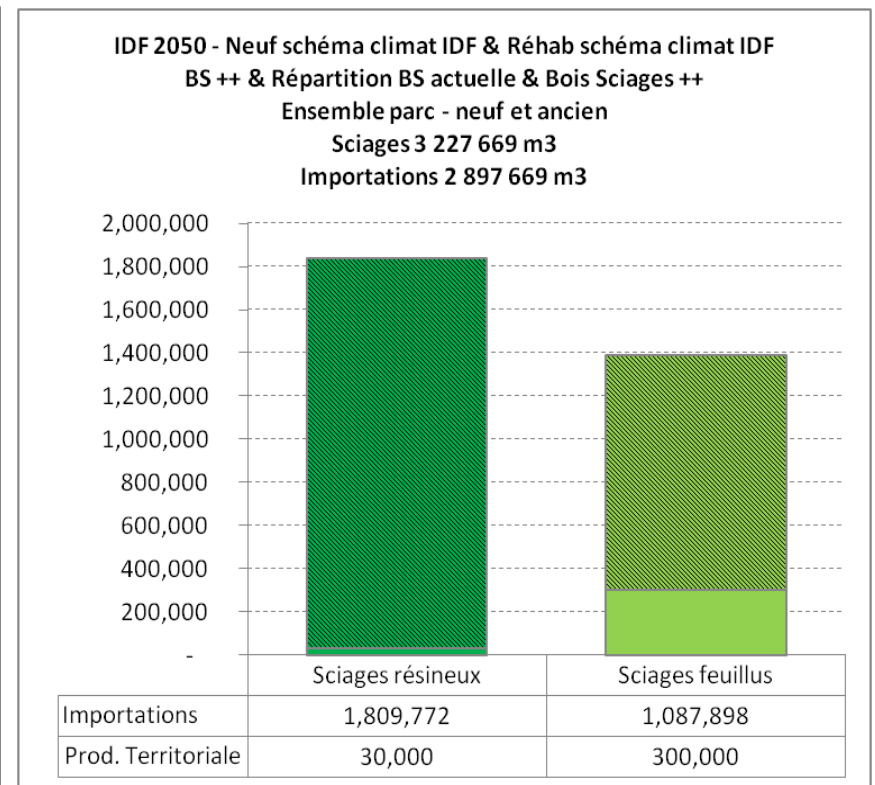 IDF 2050 - Neuf schéma climat IDF & Réhab schéma climat IDF
BS ++ & Répartition BS actuelle & Bois Sciages ++
Ensemble parc - neuf et ancien
Sciages 3 227 669 m3
Importations 2 897 669 m3
2,000,000
1,800,000
1,600,000
1,400,000
1,200,000
1,000,000
800,000
600,000
400,000
200,000
-
Sciages résineux Sciages feuillus
Importations 1,809,772 1,087,898
Prod. Territoriale 30,000 300,000